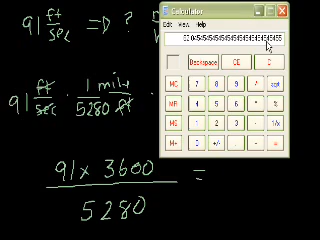 91 ft
sec = ?
91 ft
sec · 1 mile
5280 ft ·
91 x 3600
5280 =
Calculator
Edit View Help
Backspace CE C
MC 7 8 9 / sqrt
MR 4 5 6 * %
MS 1 2 3 - 1/x
M+ 0 +/- . + =